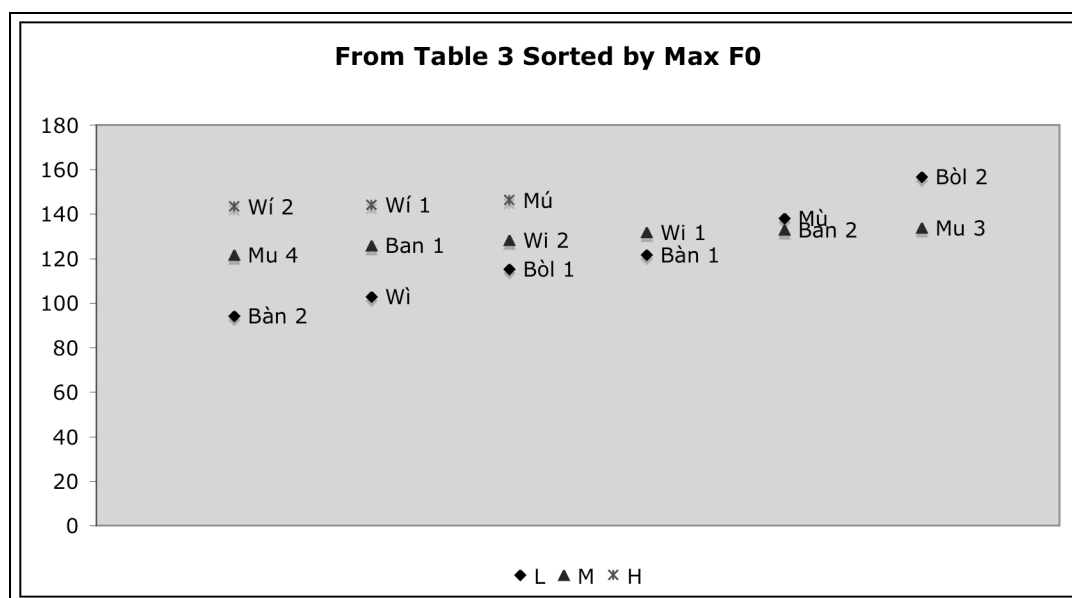 From Table 3 Sorted by Max F0
180
160
140
120
100
80
60
40
20
0
Wí 2
Mu 4
Bàn 2
Wí 1
Ban 1
Wì
Mú
Wi 2
Bòl 1
Wi 1
Bàn 1
Mù
Ban 2
Bòl 2
Mu 3
L M H